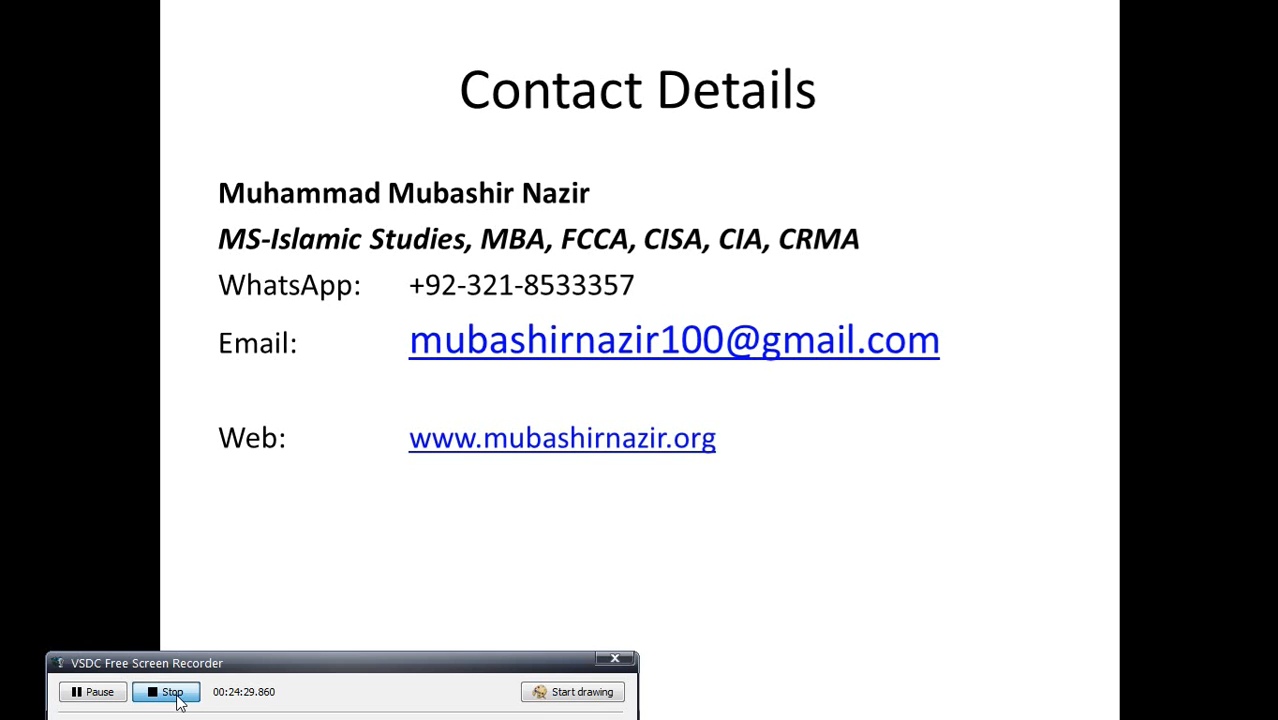 Contact Details
Muhammad Mubashir Nazir
MS-Islamic Studies, MBA, FCCA, CISA, CIA, CRMA
WhatsApp: +92-321-8533357
Email: mubashirnazir100@gmail.com
Web: www.mubashirnazir.org
VSDC Free Screen Recorder
Pause Stop 00:24:29.860 Start drawing